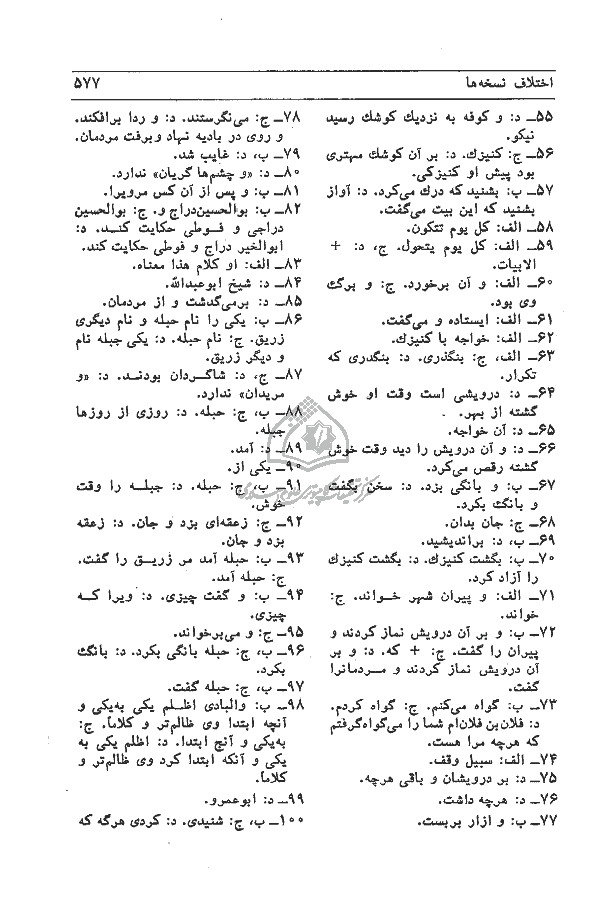 اختلاف نسخه‌ها
۵۷۷
۵۵ــ د: و کوفه به نزدیك کوشك رسید
نیکو.
۵۶ــ ج: کنیزك. د: بر آن کوشك مهتری
بود پیش او کنیزکی.
۵۷ــ ب: بشنید که درك می‌کرد. د: آواز
بشنید که این بیت می‌گفت.
۵۸ــ الف: کل یوم تتکون.
۵۹ــ الف: کل یوم یتحول. ج، د: +
الابیات.
۶۰ــ الف: و آن برخورد. ج: و برگ
وی بود.
۶۱ــ الف: ایستاده و می‌گفت.
۶۲ــ الف: خواجه با کنیزك.
۶۳ــ الف، ج: بنگذری. د: بنگدری که
تکرار.
۶۴ــ د: درویشی است وقت او خوش
گشته از بهر.
۶۵ــ د: آن خواجه.
۶۶ــ د: و آن درویش را دید وقت خوش
گشته رقص می‌کرد.
۶۷ــ ب: و بانگی بزد. د: سخن بگفت
و بانگ بکرد.
۶۸ــ ج: جان بدان.
۶۹ــ ب، د: براندیشید.
۷۰ــ ب: بگشت کنیزك. د: بگشت کنیزك
را آزاد کرد.
۷۱ــ الف: و پیران شهر خـواند. ج:
خواند.
۷۲ــ ب: و بر آن درویش نماز کردند و
پیران را گفت. ج: + که. د: و بر
آن درویش نماز کردند و مـردمانرا
گفت.
۷۳ــ ب: گواه می‌کنم. ج: گواه کردم.
د: فلان‌بن فلان‌ام شما را می‌گواه‌گرفتم
که هرچه مرا هست.
۷۴ــ الف: سبیل وقف.
۷۵ــ د: بر درویشان و باقی هرچه.
۷۶ــ د: هرچه داشت.
۷۷ــ ب: و ازار بربست.
۷۸ــ ج: می‌نگرستند. د: و ردا برافکند.
و روی در بادیه نهاد وبرفت مردمان.
۷۹ــ ب، د: غایب شد.
۸۰ــ د: «و چشم‌ها گریان» ندارد.
۸۱ــ ب: و پس از آن کس مرویرا.
۸۲ــ ب: بوالحسین‌دراج و. ج: بوالحسین
دراجی و فـوطی حکایت کنـد. د:
ابوالخیر دراج و فوطی حکایت کند.
۸۳ــ الف: او کلام هذا معناه.
۸۴ــ د: شیخ ابوعبدالله.
۸۵ــ د: برمی‌گذشت و از مردمان.
۸۶ــ ب: یکی را نام حبله و نام دیگری
زریق. ج: نام حبله. د: یکی جبله نام
و دیگر زریق.
۸۷ــ ج، د: شاگـردان بودنـد. د: «و
مریدان» ندارد.
۸۸ــ ب، ج: حبله. د: روزی از روزها
جبله.
۸۹ــ د: آمد.
۹۰ــ یکی از.
۹۱ــ ب، ج: حبله. د: جبلـه را وقت
خوش.
۹۲ــ ج: زعقه‌ای بزد و جان. د: زعقه
بزد و جان.
۹۳ــ ب: حبله آمد مر زریـق را گفت.
ج: حبله آمد.
۹۴ــ ب: و گفت چیزی. د: ویرا کـه
چیزی.
۹۵ــ ج: و می‌برخواند.
۹۶ــ ب، ج: حبله بانگی بکرد. د: بانگ
بکرد.
۹۷ــ ب، ج: حبله گفت.
۹۸ــ ب: والبادی اظـلم یکی به‌یکی و
آنچه ابتدا وی ظالم‌تر و کلاما. ج:
به‌یکی و آنچ ابتدا. د: اظلم یکی به
یکی و آنکه ابتدا کرد وی ظالم‌تر و
کلاما.
۹۹ــ د: ابوعمرو.
۱۰۰ــ ب، ج: شنیدی. د: کردی هرگه که